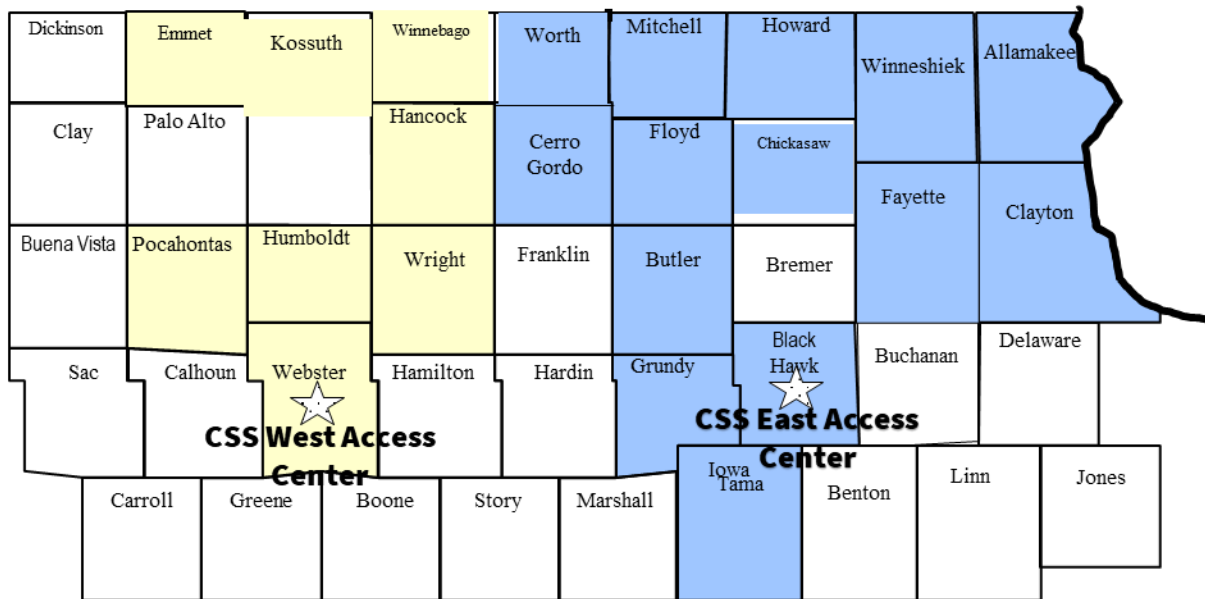 Dickinson
Emmet
Kossuth
Winnebago
Worth
Mitchell
Howard
Winneshiek
Allamakee
Clay
Palo Alto
Hancock
Cerro
Gordo
Floyd
Chickasaw
Fayette
Clayton
Buena Vista
Pocahontas
Humboldt
Wright
Franklin
Butler
Bremer
Sac
Calhoun
Webster
Hamilton
Hardin
Grundy
Black
Hawk
Buchanan
Delaware
CSS West Access
Center
CSS East Access
Center
Carroll
Greene
Boone
Story
Marshall
Iowa
Tama
Benton
Linn
Jones